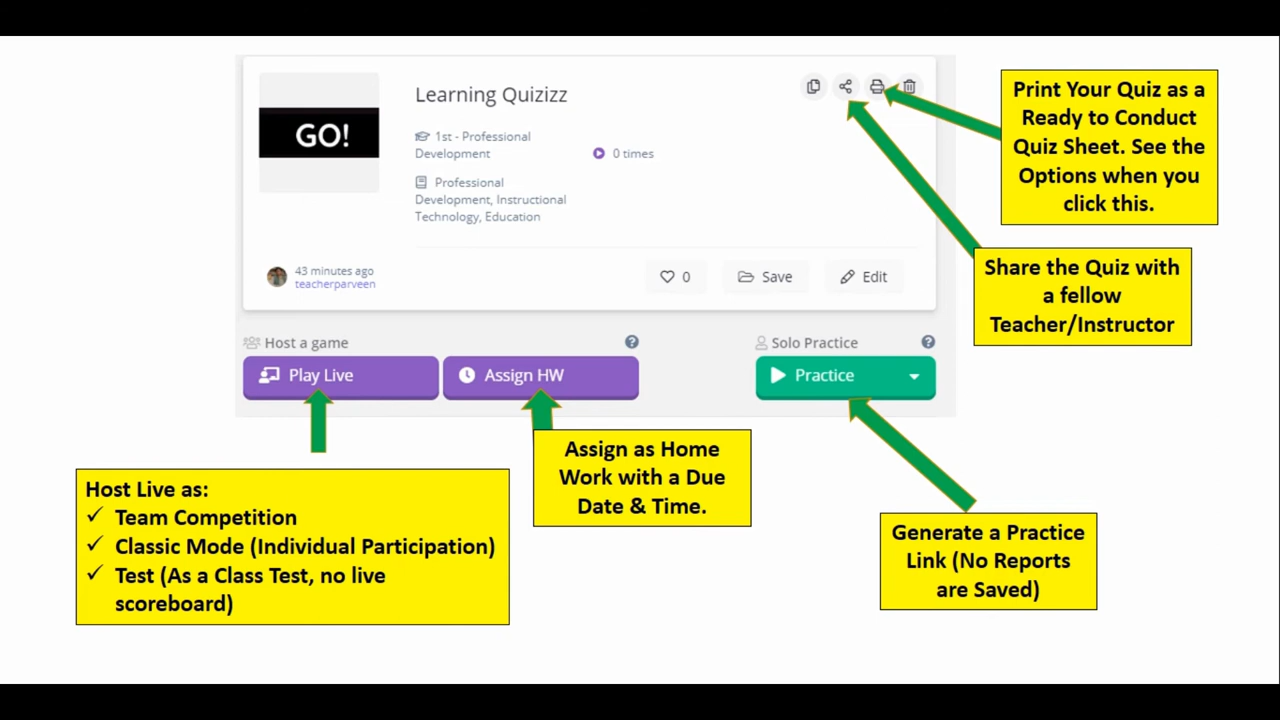 GO!
Learning Quizizz
1st - Professional
Development
0 times
Professional
Development, Instructional
Technology, Education
43 minutes ago
teacherparveen
0
Save
Edit
Print Your Quiz as a
Ready to Conduct
Quiz Sheet. See the
Options when you
click this.
Share the Quiz with
a fellow
Teacher/Instructor
Host a game
?
Solo Practice
?
Play Live
Assign HW
Practice
Host Live as:
✓ Team Competition
✓ Classic Mode (Individual Participation)
✓ Test (As a Class Test, no live
scoreboard)
Assign as Home
Work with a Due
Date & Time.
Generate a Practice
Link (No Reports
are Saved)